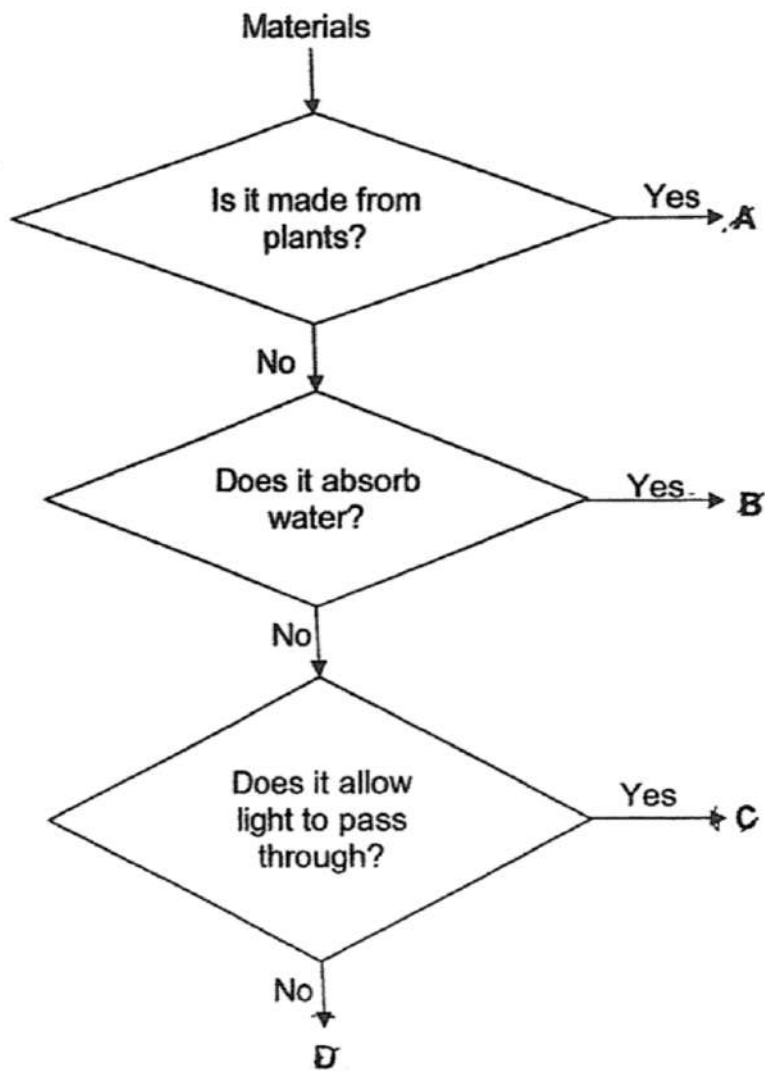 Materials
Is it made from
plants?
Yes
A
No
Does it absorb
water?
Yes
B
No
Does it allow
light to pass
through?
Yes
C
No
D